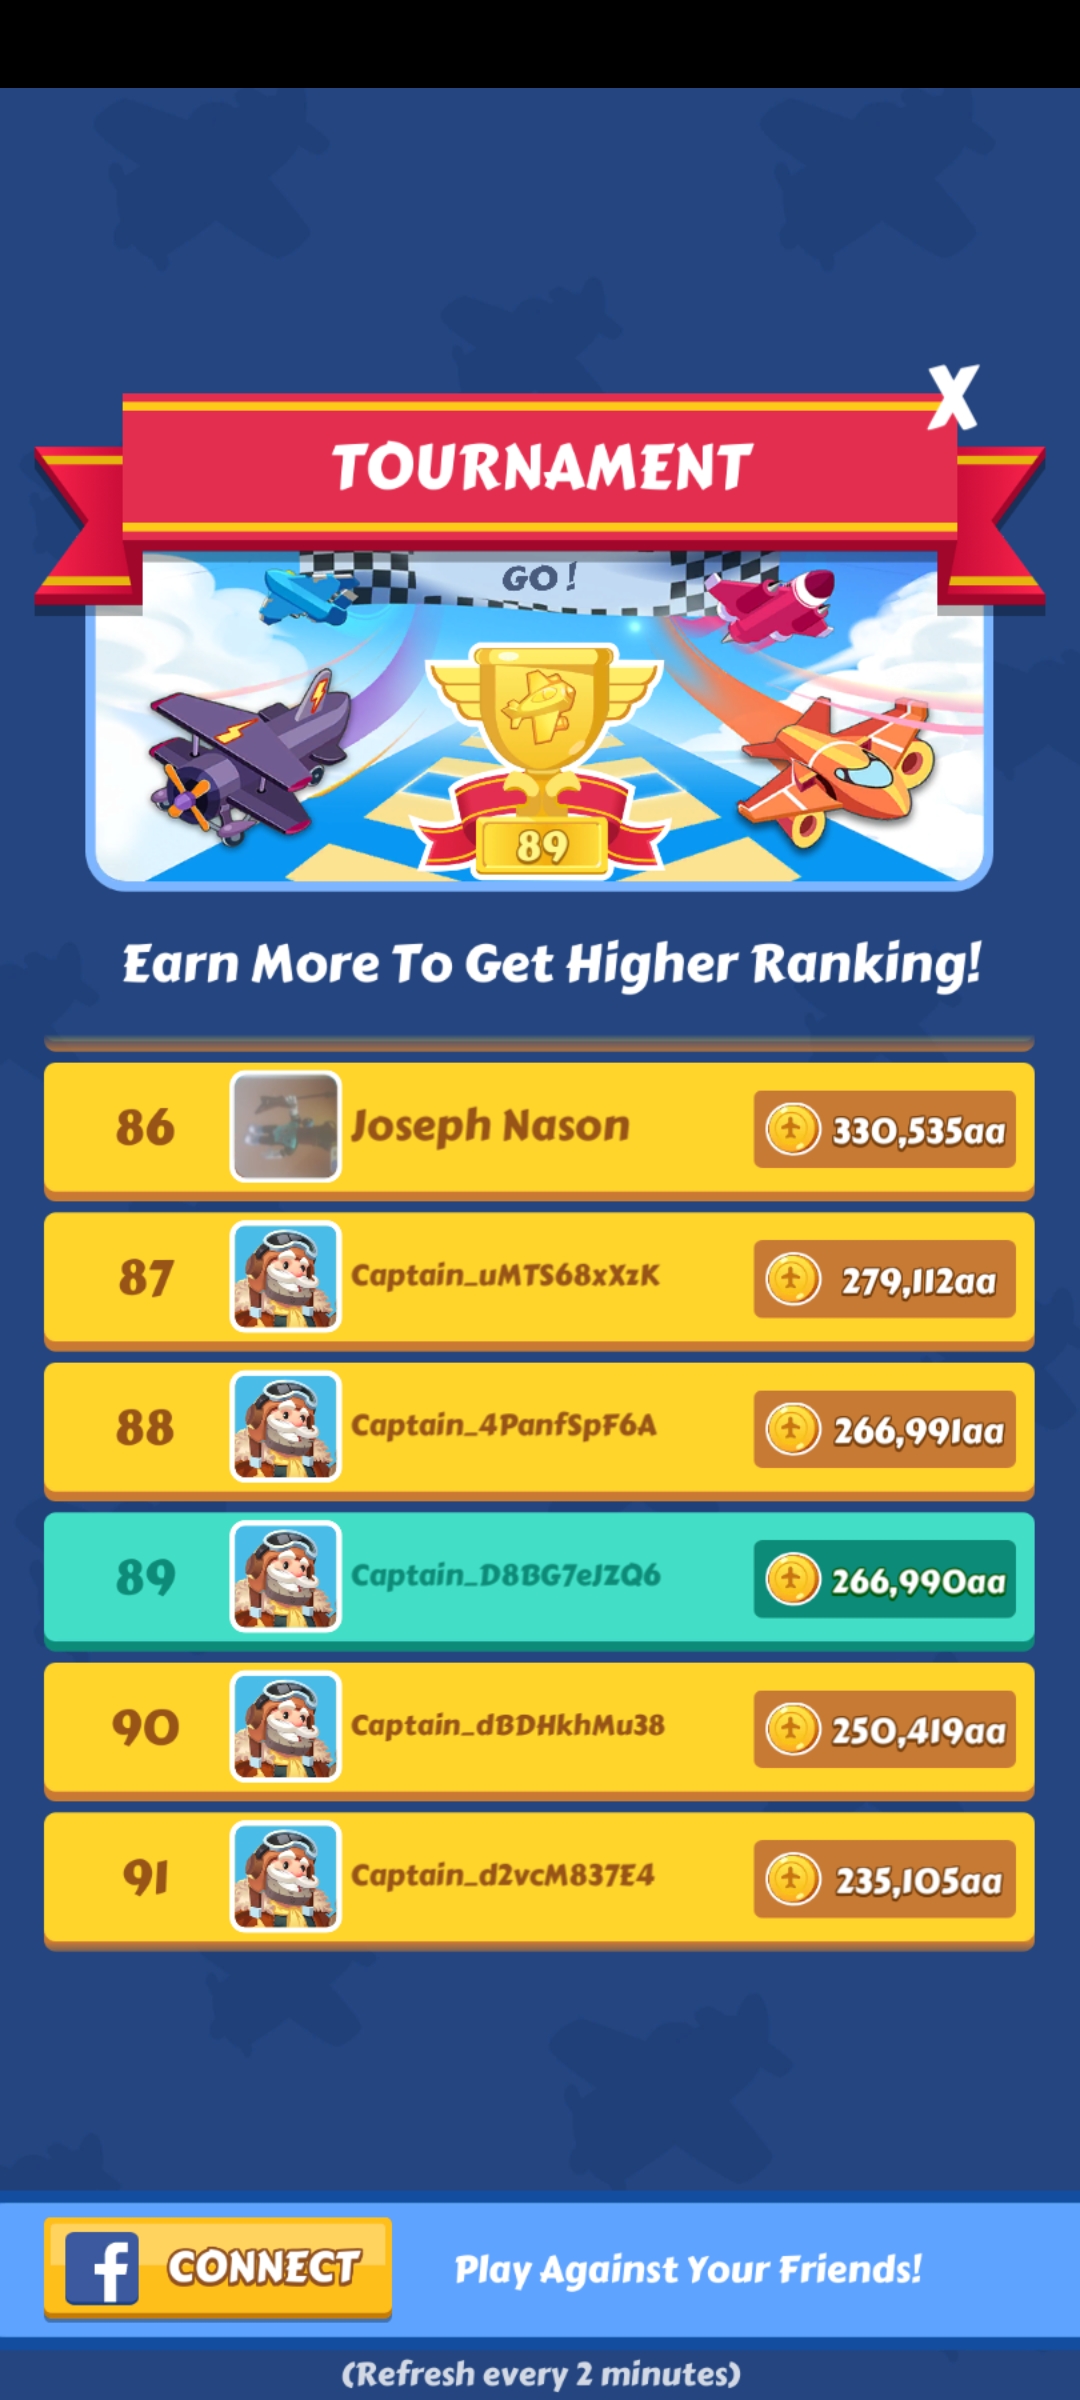 X
TOURNAMENT
GO!
89
Earn More To Get Higher Ranking!
86 Joseph Nason 330,535aa
87 Captain_uMTS68xXzK 279,112aa
88 Captain_4PanfSpF6A 266,991aa
89 Captain_D8BG7eJZQ6 266,990aa
90 Captain_dBDHkhMu38 250,419aa
91 Captain_d2vcM837E4 235,105aa
f CONNECT Play Against Your Friends!
(Refresh every 2 minutes)